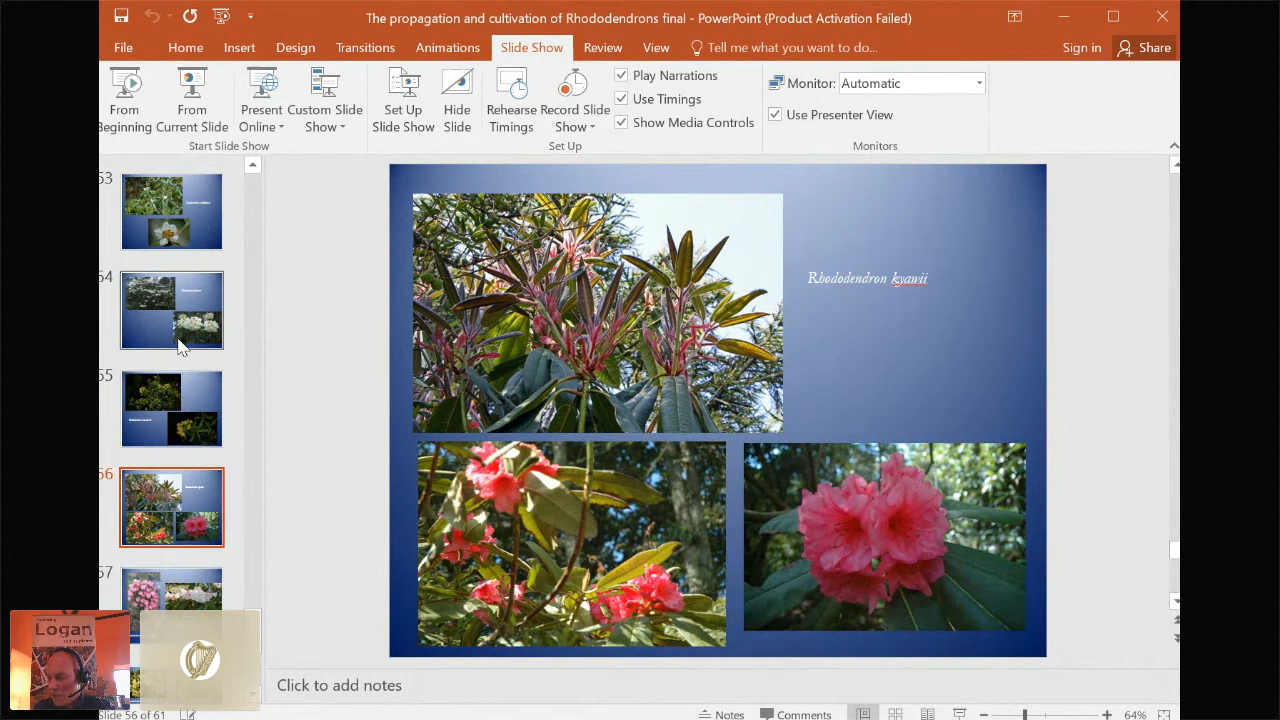 The propagation and cultivation of Rhododendrons final - PowerPoint (Product Activation Failed)
File Home Insert Design Transitions Animations Slide Show Review View Tell me what you want to do... Sign in Share
From Beginning
From Current Slide
Present Online
Custom Slide Show
Set Up Slide Show
Hide Slide
Rehearse Timings
Record Slide Show
Play Narrations
Use Timings
Show Media Controls
Monitor: Automatic
Use Presenter View
Start Slide Show Set Up Monitors
53
54
55
56
57
Rhododendron kyawii
Logan
Click to add notes
Slide 56 of 61 Notes Comments 64%